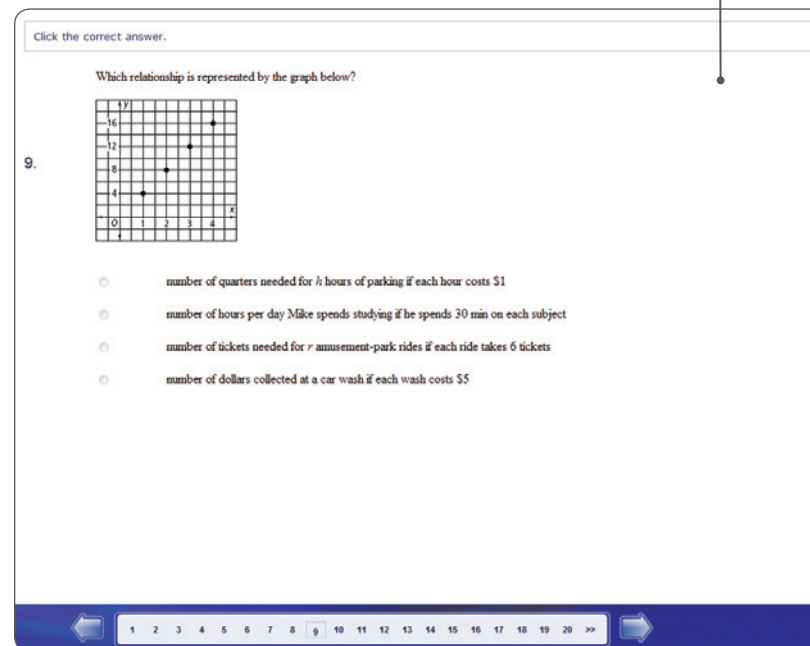 Click the correct answer.
Which relationship is represented by the graph below?
9.
y
16
12
8
4
x
O 1 2 3 4
number of quarters needed for h hours of parking if each hour costs $1
number of hours per day Mike spends studying if he spends 30 min on each subject
number of tickets needed for r amusement-park rides if each ride takes 6 tickets
number of dollars collected at a car wash if each wash costs $5
1 2 3 4 5 6 7 8 9 10 11 12 13 14 15 16 17 18 19 20 >>